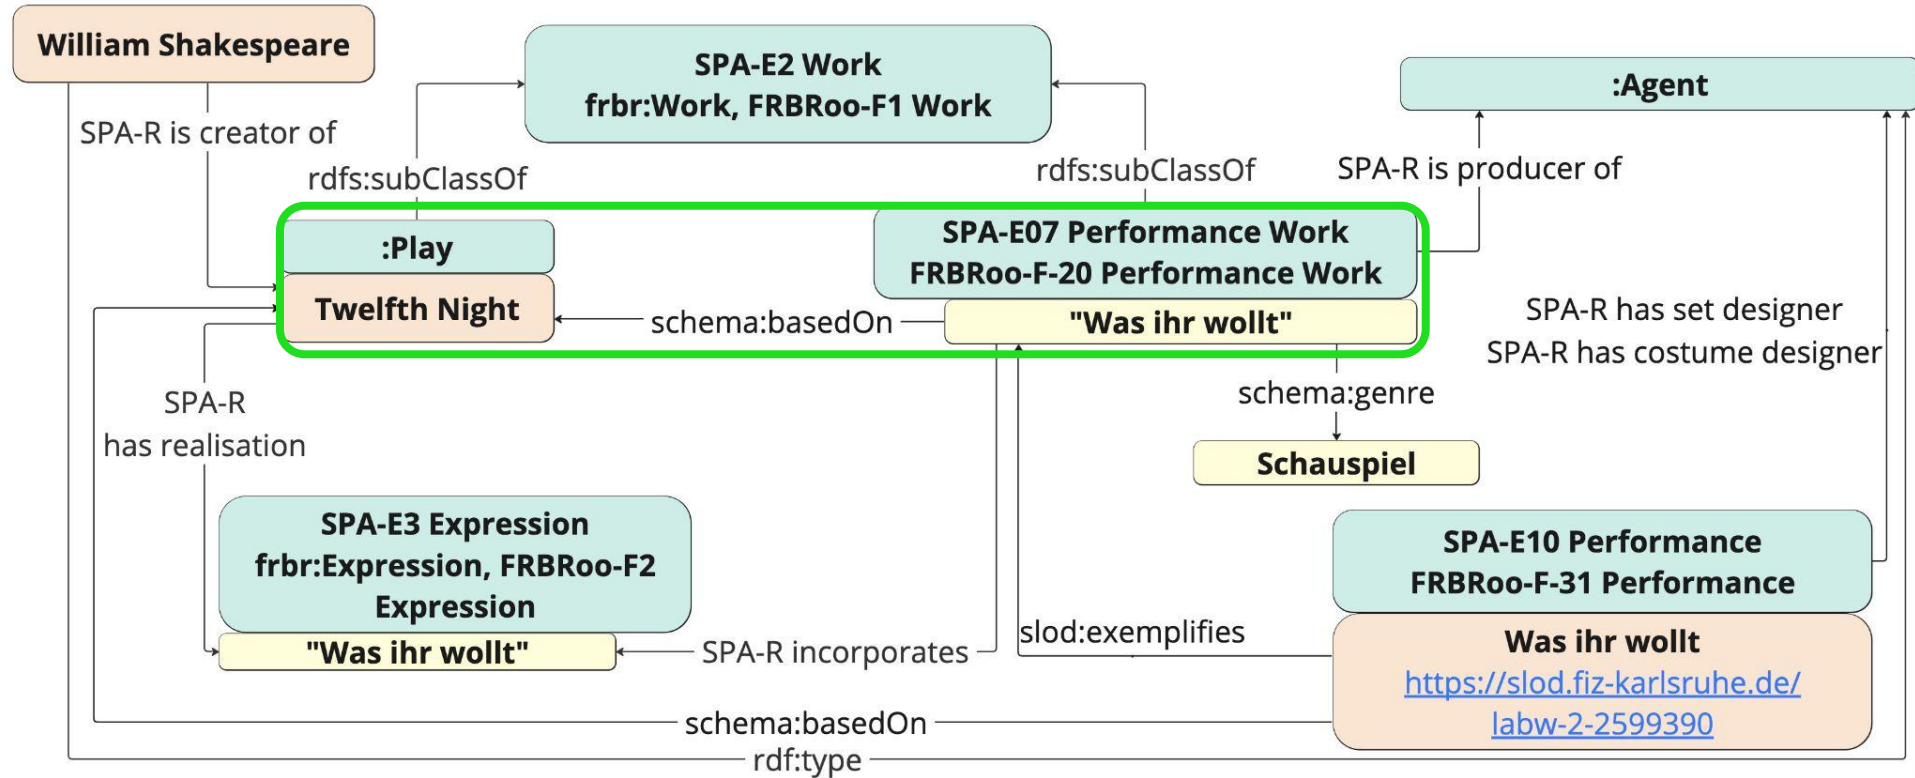 William Shakespeare
SPA-E2 Work
frbr:Work, FRBRoo-F1 Work
:Agent
SPA-R is creator of
rdfs:subClassOf
rdfs:subClassOf
SPA-R is producer of
:Play
Twelfth Night
SPA-E07 Performance Work
FRBRoo-F-20 Performance Work
schema:basedOn
"Was ihr wollt"
SPA-R has set designer
SPA-R has costume designer
SPA-R
has realisation
schema:genre
Schauspiel
SPA-E3 Expression
frbr:Expression, FRBRoo-F2
Expression
"Was ihr wollt"
SPA-R incorporates
slod:exemplifies
SPA-E10 Performance
FRBRoo-F-31 Performance
Was ihr wollt
https://slod.fiz-karlsruhe.de/
labw-2-2599390
schema:basedOn
rdf:type